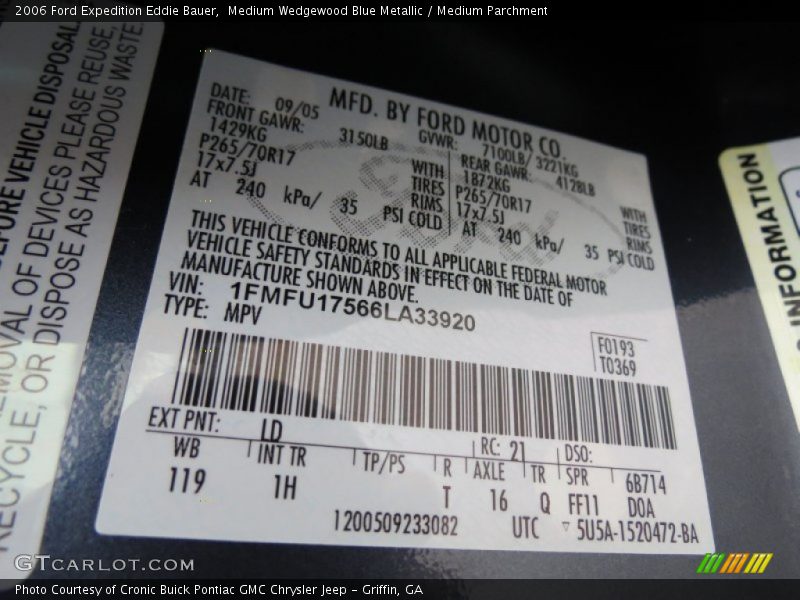 2006 Ford Expedition Eddie Bauer,  Medium Wedgewood Blue Metallic / Medium Parchment
BEFORE VEHICLE DISPOSAL.
REMOVAL OF DEVICES PLEASE REUSE,
RECYCLE, OR DISPOSE AS HAZARDOUS WASTE
MFD. BY FORD MOTOR CO.
DATE: 09/05 GVWR: 7100LB/ 3221KG
FRONT GAWR: 3150LB REAR GAWR: 4128LB
1429KG WITH 1872KG WITH
P265/70R17 TIRES P265/70R17 TIRES
17x7.5J RIMS 17x7.5J RIMS
AT 240 kPa/ 35 PSI COLD AT 240 kPa/ 35 PSI COLD
THIS VEHICLE CONFORMS TO ALL APPLICABLE FEDERAL MOTOR
VEHICLE SAFETY STANDARDS IN EFFECT ON THE DATE OF
MANUFACTURE SHOWN ABOVE.
VIN: 1FMFU17566LA33920
TYPE: MPV
F0193
T0369
EXT PNT: LD RC: 21 DSO:
WB INT TR TP/PS R AXLE TR SPR 6B714
119 1H T 16 Q FF11 DOA
1200509233082 UTC ▽ 5U5A-1520472-BA
INFORMATION
GTCARLOT.COM
Photo Courtesy of Cronic Buick Pontiac GMC Chrysler Jeep - Griffin, GA